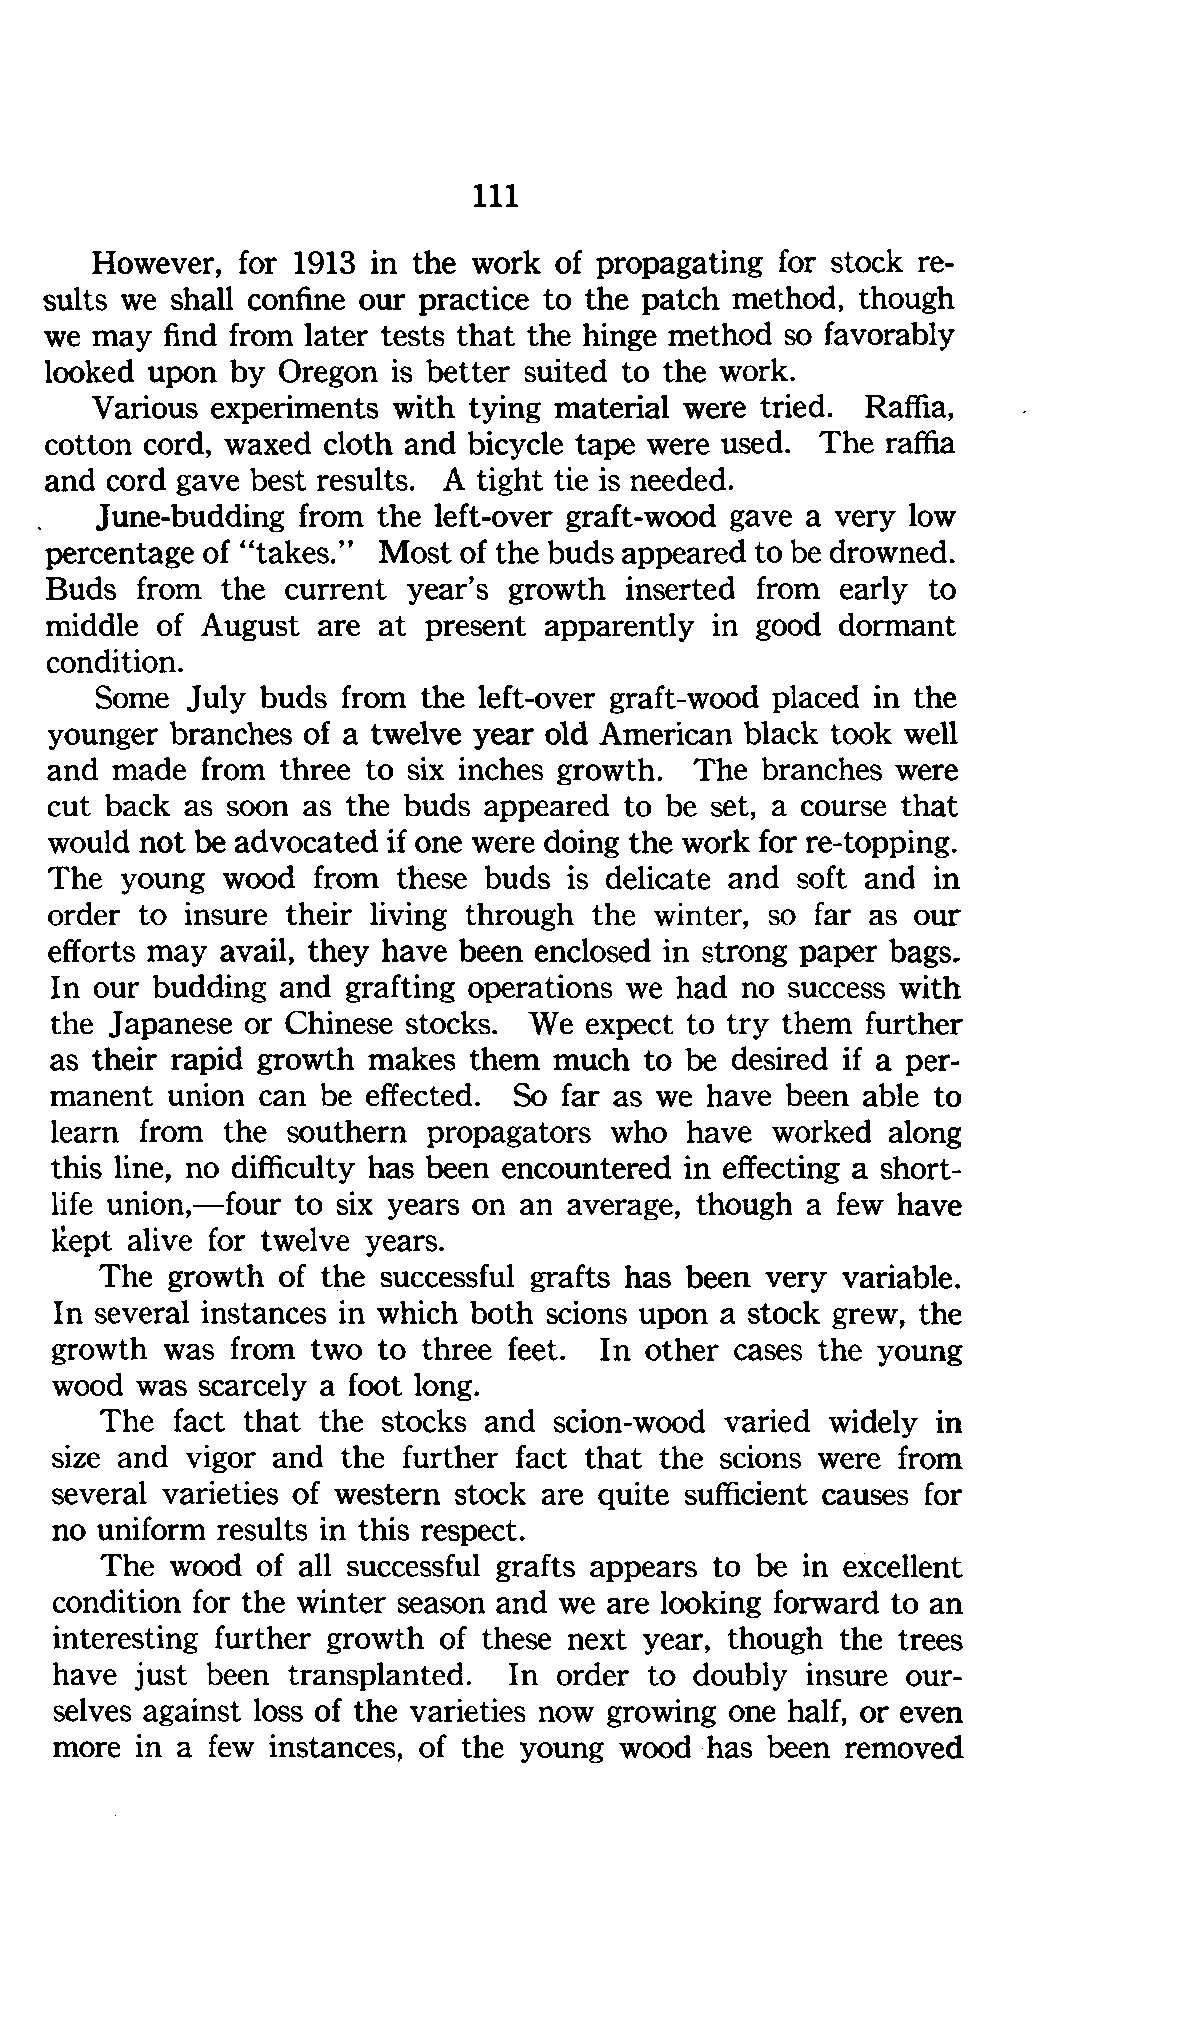 111
However, for 1913 in the work of propagating for stock re-
sults we shall confine our practice to the patch method, though
we may find from later tests that the hinge method so favorably
looked upon by Oregon is better suited to the work.
Various experiments with tying material were tried. Raffia,
cotton cord, waxed cloth and bicycle tape were used. The raffia
and cord gave best results. A tight tie is needed.
June-budding from the left-over graft-wood gave a very low
percentage of “takes.” Most of the buds appeared to be drowned.
Buds from the current year’s growth inserted from early to
middle of August are at present apparently in good dormant
condition.
Some July buds from the left-over graft-wood placed in the
younger branches of a twelve year old American black took well
and made from three to six inches growth. The branches were
cut back as soon as the buds appeared to be set, a course that
would not be advocated if one were doing the work for re-topping.
The young wood from these buds is delicate and soft and in
order to insure their living through the winter, so far as our
efforts may avail, they have been enclosed in strong paper bags.
In our budding and grafting operations we had no success with
the Japanese or Chinese stocks. We expect to try them further
as their rapid growth makes them much to be desired if a per-
manent union can be effected. So far as we have been able to
learn from the southern propagators who have worked along
this line, no difficulty has been encountered in effecting a short-
life union,—four to six years on an average, though a few have
kept alive for twelve years.
The growth of the successful grafts has been very variable.
In several instances in which both scions upon a stock grew, the
growth was from two to three feet. In other cases the young
wood was scarcely a foot long.
The fact that the stocks and scion-wood varied widely in
size and vigor and the further fact that the scions were from
several varieties of western stock are quite sufficient causes for
no uniform results in this respect.
The wood of all successful grafts appears to be in excellent
condition for the winter season and we are looking forward to an
interesting further growth of these next year, though the trees
have just been transplanted. In order to doubly insure our-
selves against loss of the varieties now growing one half, or even
more in a few instances, of the young wood has been removed